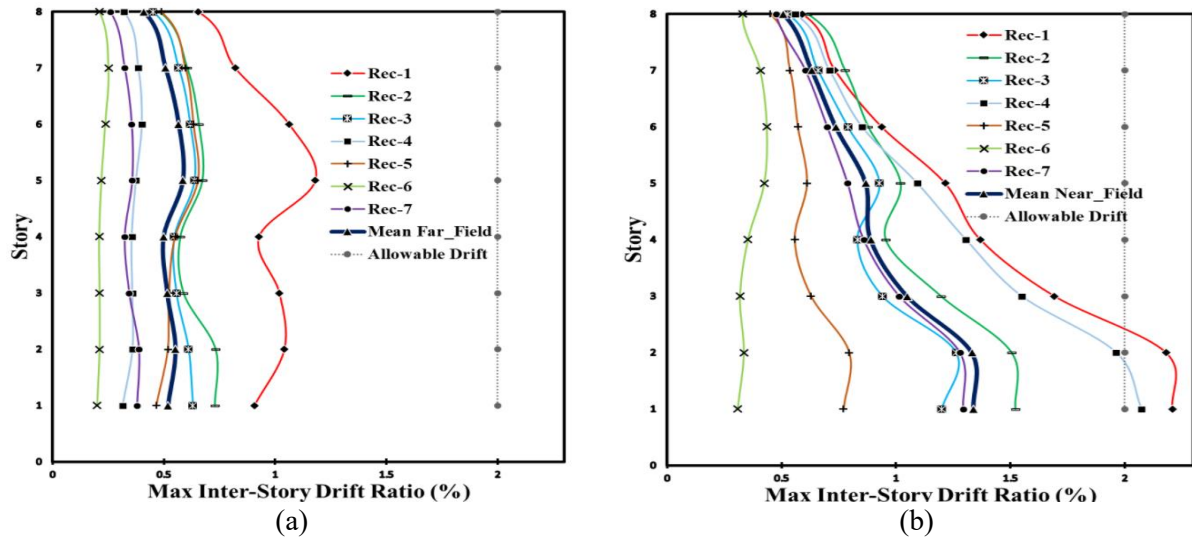 8
7
6
5
4
3
2
1
0
Story
0
0.5
1
1.5
2
Max Inter-Story Drift Ratio (%)
Rec-1
Rec-2
Rec-3
Rec-4
Rec-5
Rec-6
Rec-7
Mean Far_Field
Allowable Drift
(a)
8
7
6
5
4
3
2
1
0
Story
0
0.5
1
1.5
2
Max Inter-Story Drift Ratio (%)
Rec-1
Rec-2
Rec-3
Rec-4
Rec-5
Rec-6
Rec-7
Mean Near_Field
Allowable Drift
(b)